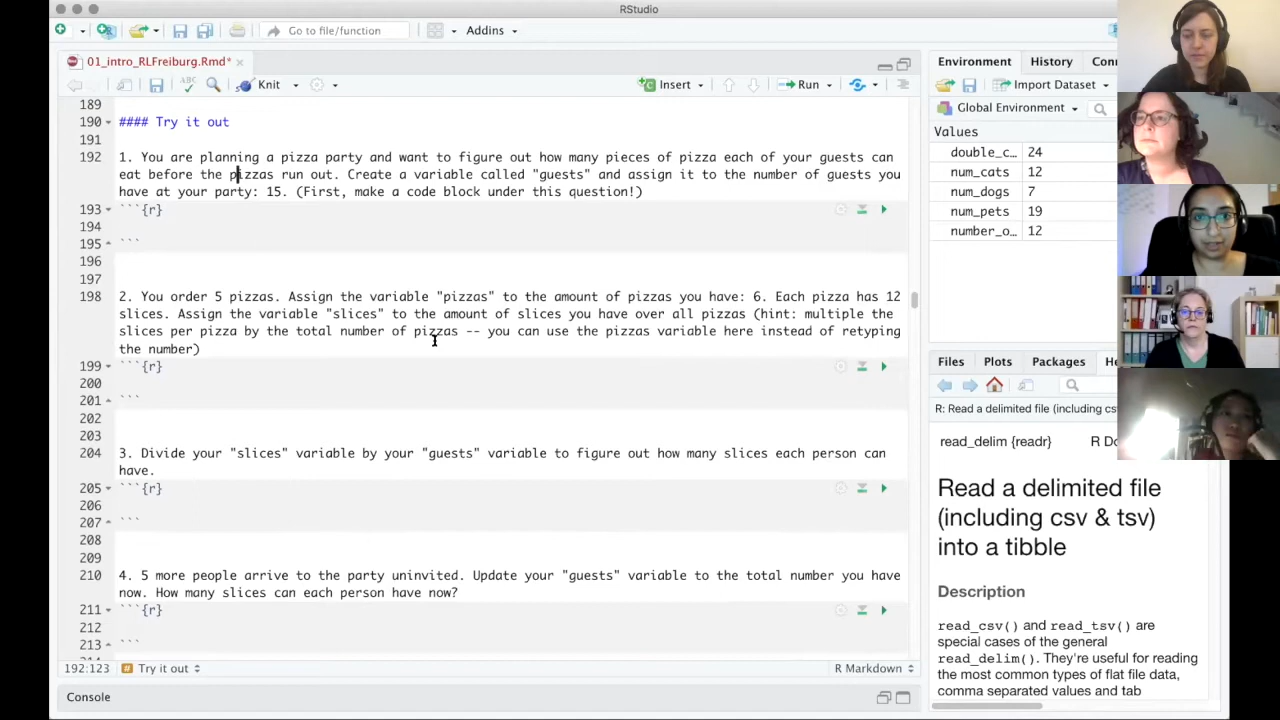 RStudio
Go to file/function
Addins
01_intro_RLFreiburg.Rmd* ×
ABC
Knit
Insert
Run
189
190 #### Try it out
191
192 1. You are planning a pizza party and want to figure out how many pieces of pizza each of your guests can
eat before the pizzas run out. Create a variable called "guests" and assign it to the number of guests you
have at your party: 15. (First, make a code block under this question!)
193 ```{r}
194
195 ```
196
197
198 2. You order 5 pizzas. Assign the variable "pizzas" to the amount of pizzas you have: 6. Each pizza has 12
slices. Assign the variable "slices" to the amount of slices you have over all pizzas (hint: multiple the
slices per pizza by the total number of pizzas -- you can use the pizzas variable here instead of retyping
the number)
199 ```{r}
200
201 ```
202
203
204 3. Divide your "slices" variable by your "guests" variable to figure out how many slices each person can
have.
205 ```{r}
206
207 ```
208
209
210 4. 5 more people arrive to the party uninvited. Update your "guests" variable to the total number you have
now. How many slices can each person have now?
211 ```{r}
212
213 ```
192:123 # Try it out
R Markdown
Console
Environment History Con
Import Dataset
Global Environment
Values
double_c… 24
num_cats 12
num_dogs 7
num_pets 19
number_o… 12
Files Plots Packages He
R: Read a delimited file (including cs
read_delim {readr} R Do
Read a delimited file
(including csv & tsv)
into a tibble
Description
read_csv() and read_tsv() are
special cases of the general
read_delim(). They're useful for reading
the most common types of flat file data,
comma separated values and tab